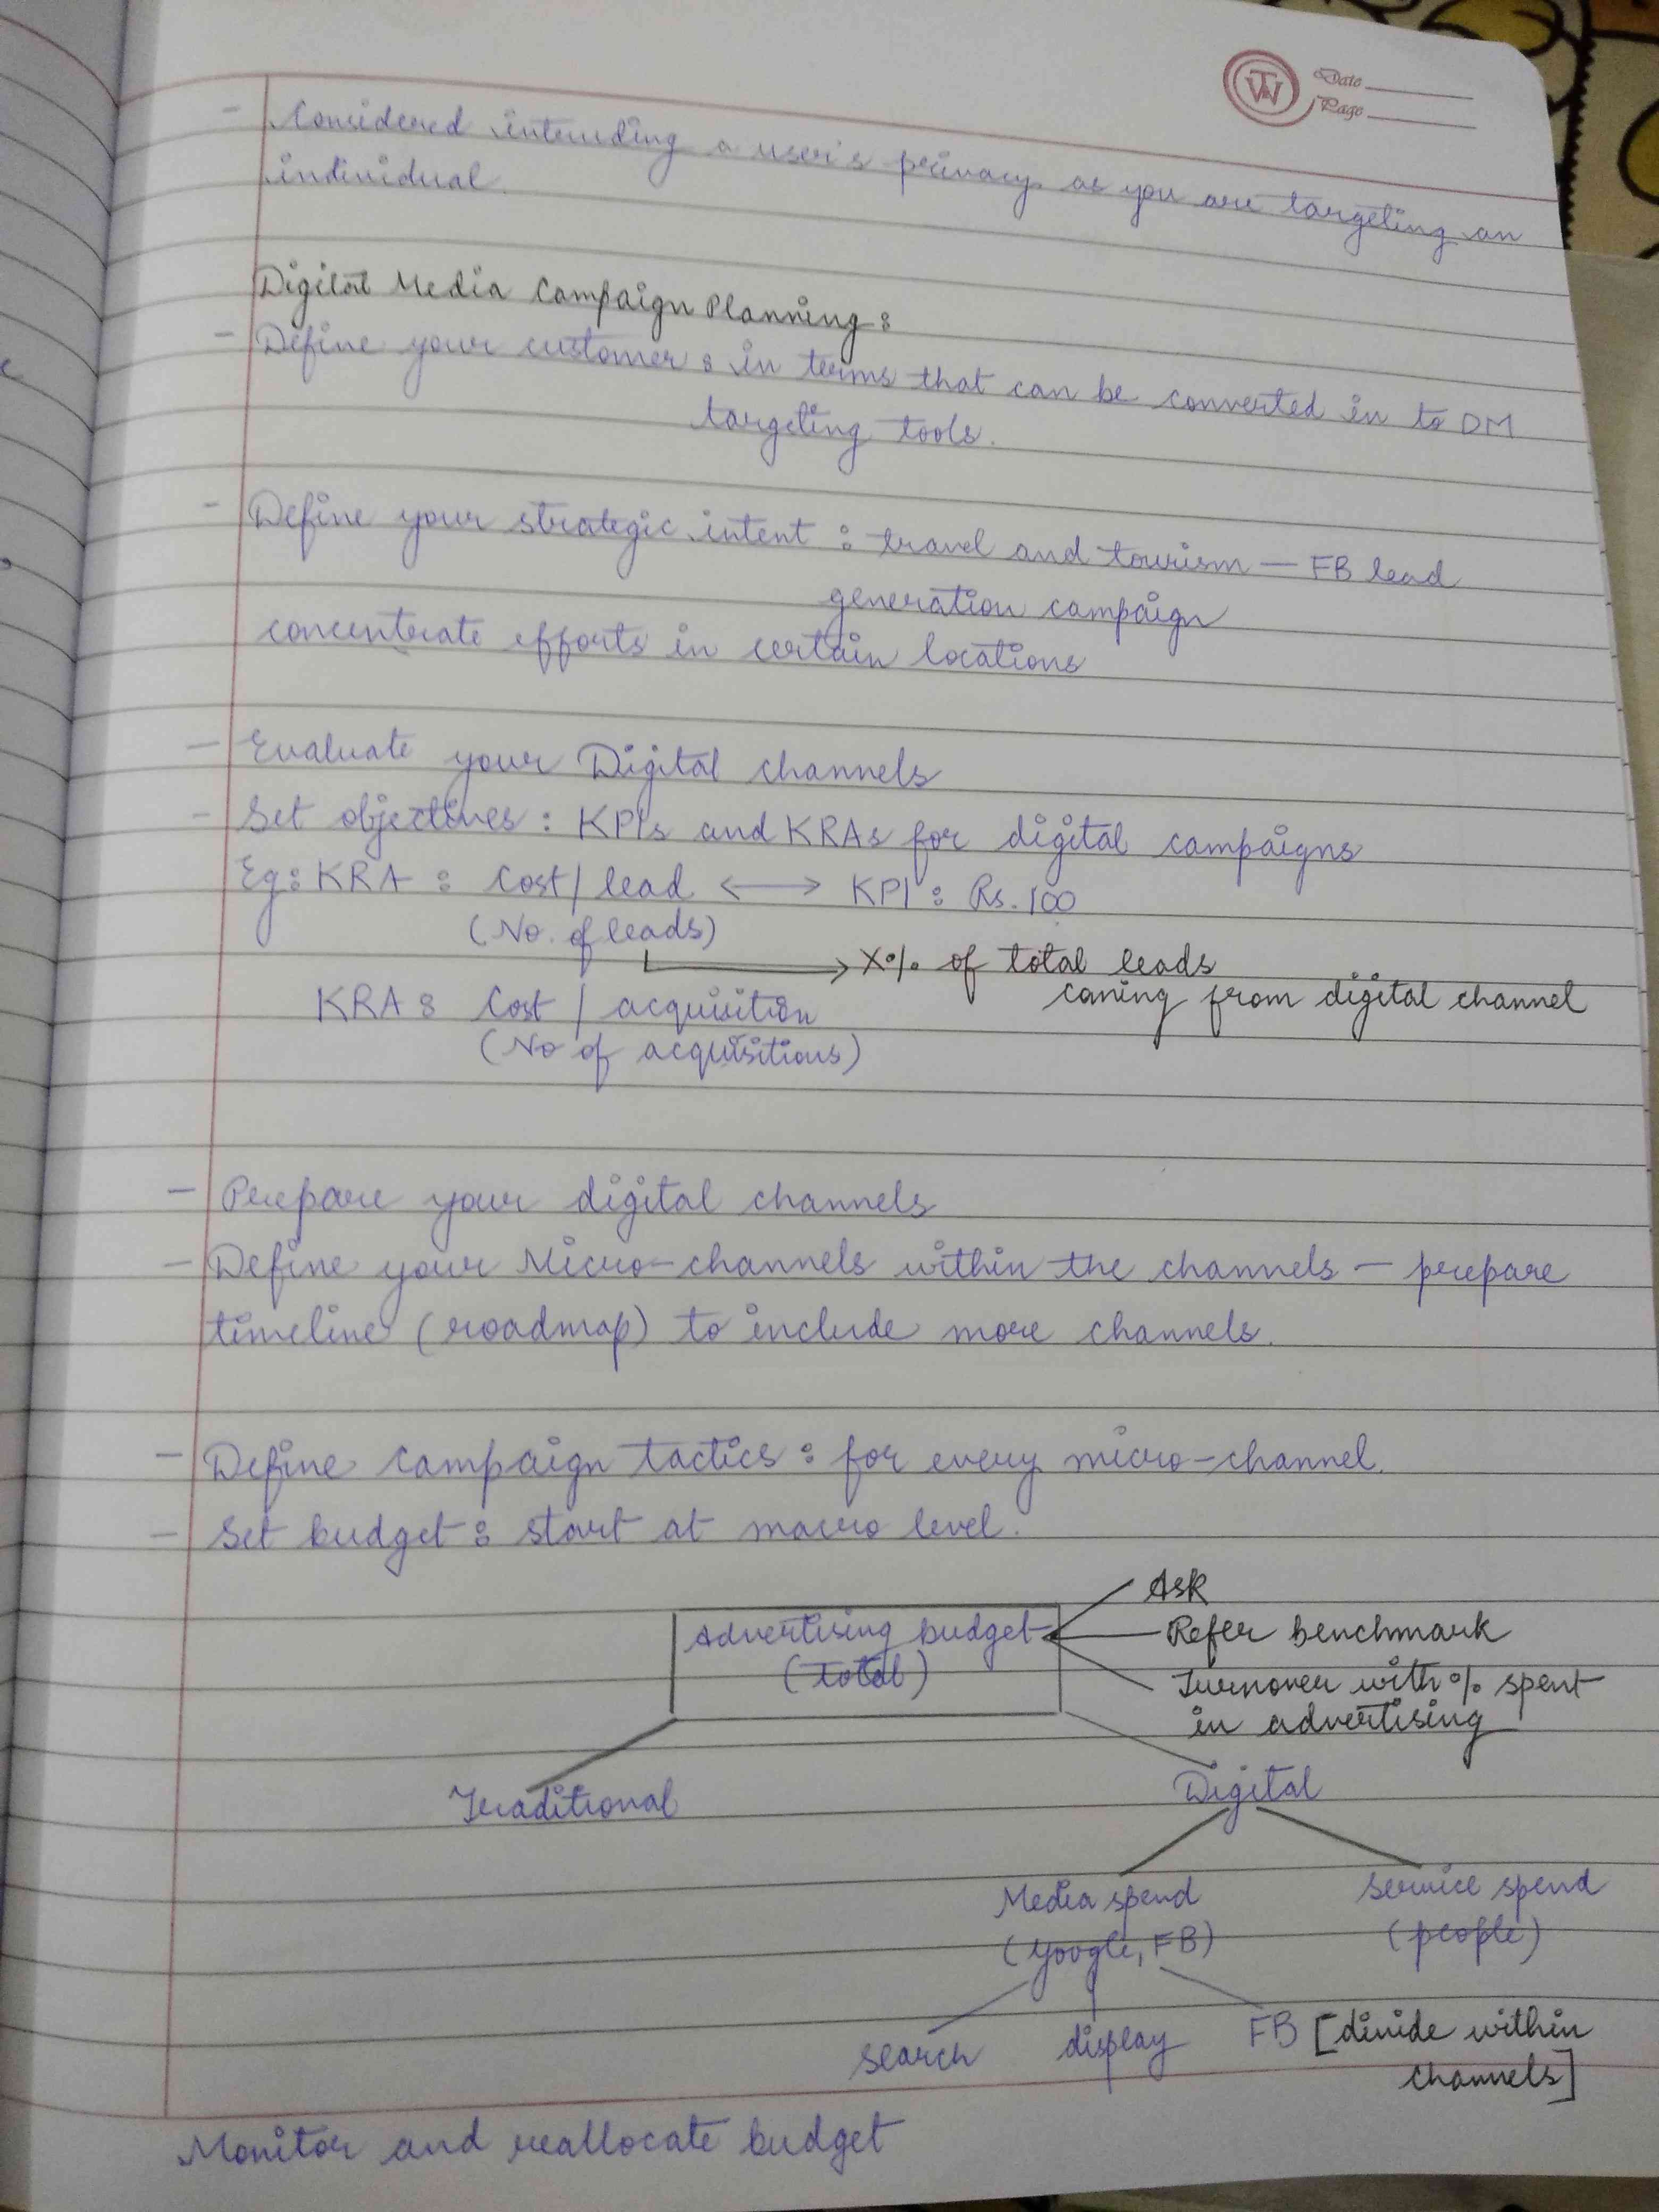 Date
Page
- Considered intruding a user's privacy as you are targeting an
individual.
Digital Media Campaign Planning:
- Define your customer: in terms that can be converted in to DM
targeting tools.
- Define your strategic intent: travel and tourism — FB lead
generation campaign
concentrate efforts in certain locations
- Evaluate your Digital channels
- Set objectives: KPIs and KRAs for digital campaigns
Eg: KRA: Cost/lead <—> KPI: Rs. 100
(No. of leads)
→ X% of total leads
coming from digital channel
KRA: Cost / acquisition
(No of acquisitions)
- Prepare your digital channels
- Define your Micro-channels within the channels — prepare
timeline (roadmap) to include more channels.
- Define campaign tactics: for every micro-channel.
- Set budget: start at macro level.
Ask
Advertising budget
Refer benchmark
(total)
Turnover with % spent
in advertising
Traditional
Digital
Media spend
Service spend
(google, FB)
(people)
search display FB [divide within
channels]
Monitor and reallocate budget